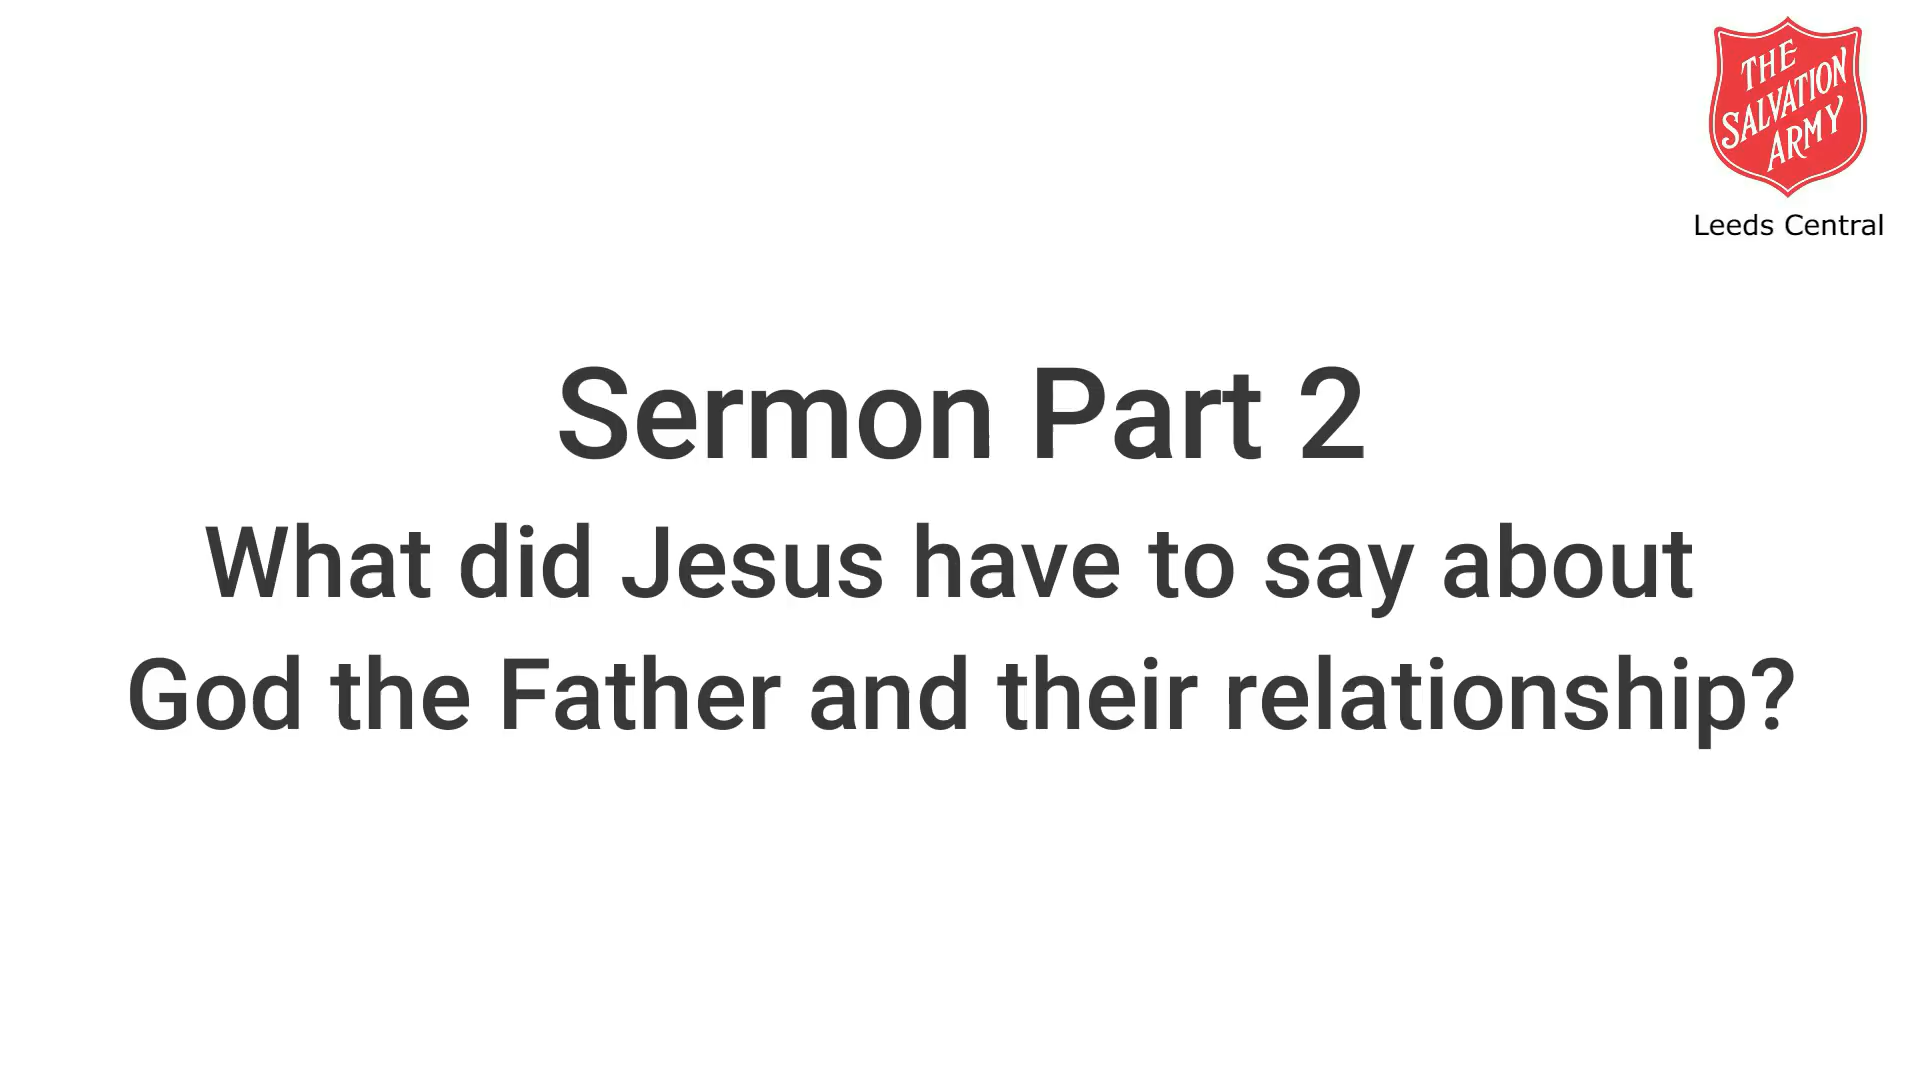 THE
SALVATION
ARMY
Leeds Central
Sermon Part 2
What did Jesus have to say about
God the Father and their relationship?